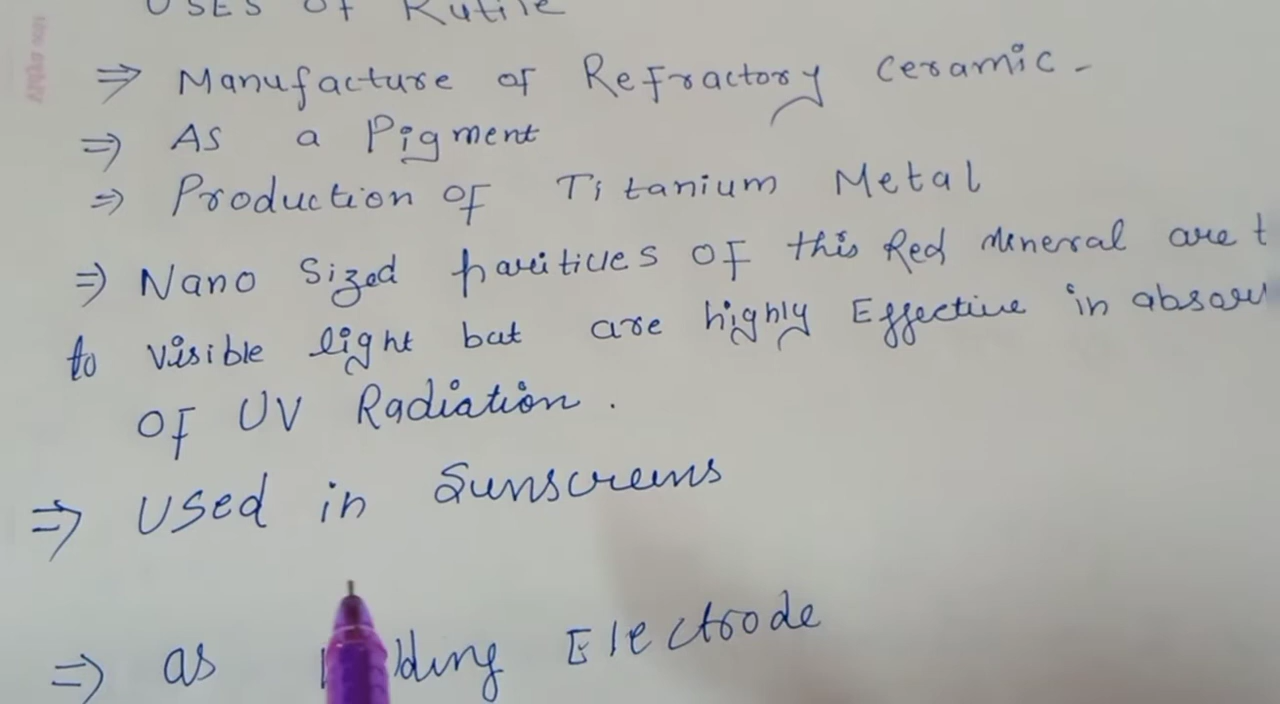 USES of Rutile
⇒ Manufacture of Refractory ceramic -
⇒ As a Pigment
⇒ Production of Titanium Metal
⇒ Nano Sized particles of this Red Mineral are
to visible light but are highly Effective in
of UV Radiation.
⇒ Used in Sunscreens
⇒ as Electrode